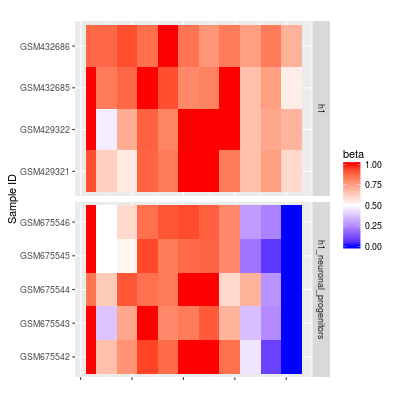 GSM432686
GSM432685
GSM429322
GSM429321
h1
GSM675546
GSM675545
GSM675544
GSM675543
GSM675542
h1_neuronal_progenitors
Sample ID
beta
1.00
0.75
0.50
0.25
0.00